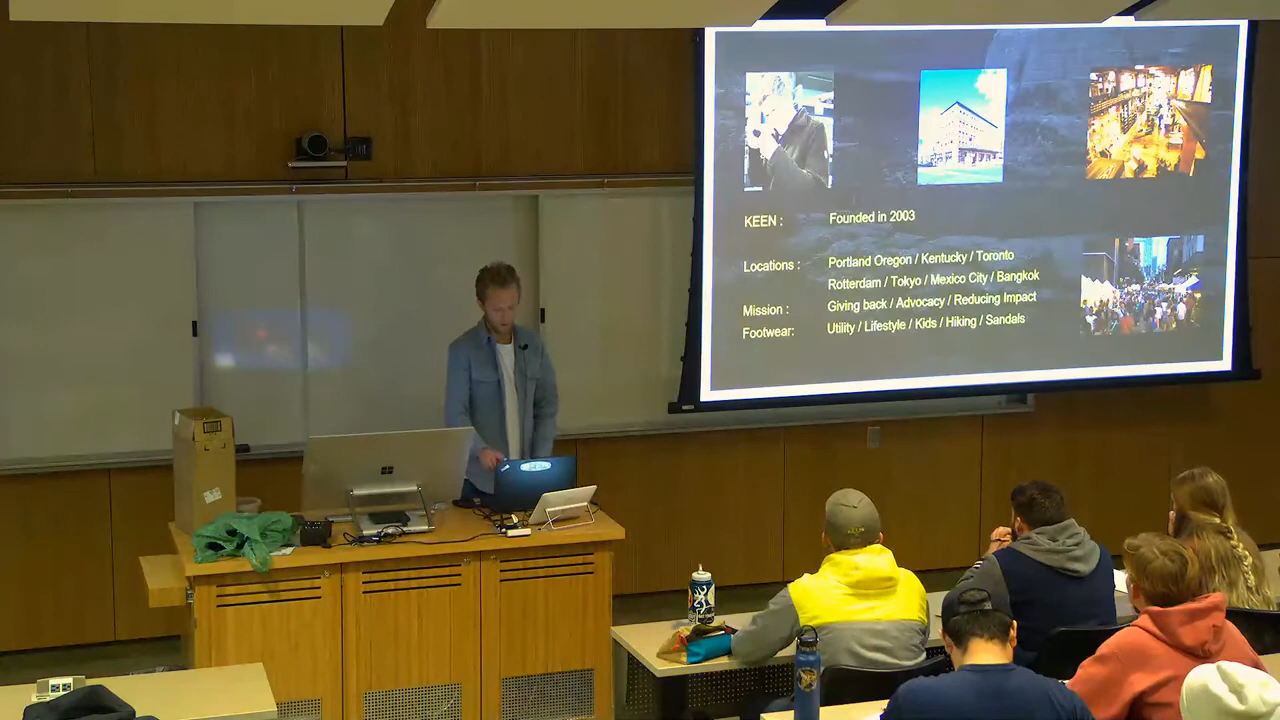 KEEN : Founded in 2003
Locations : Portland Oregon / Kentucky / Toronto
Rotterdam / Tokyo / Mexico City / Bangkok
Mission : Giving back / Advocacy / Reducing Impact
Footwear: Utility / Lifestyle / Kids / Hiking / Sandals